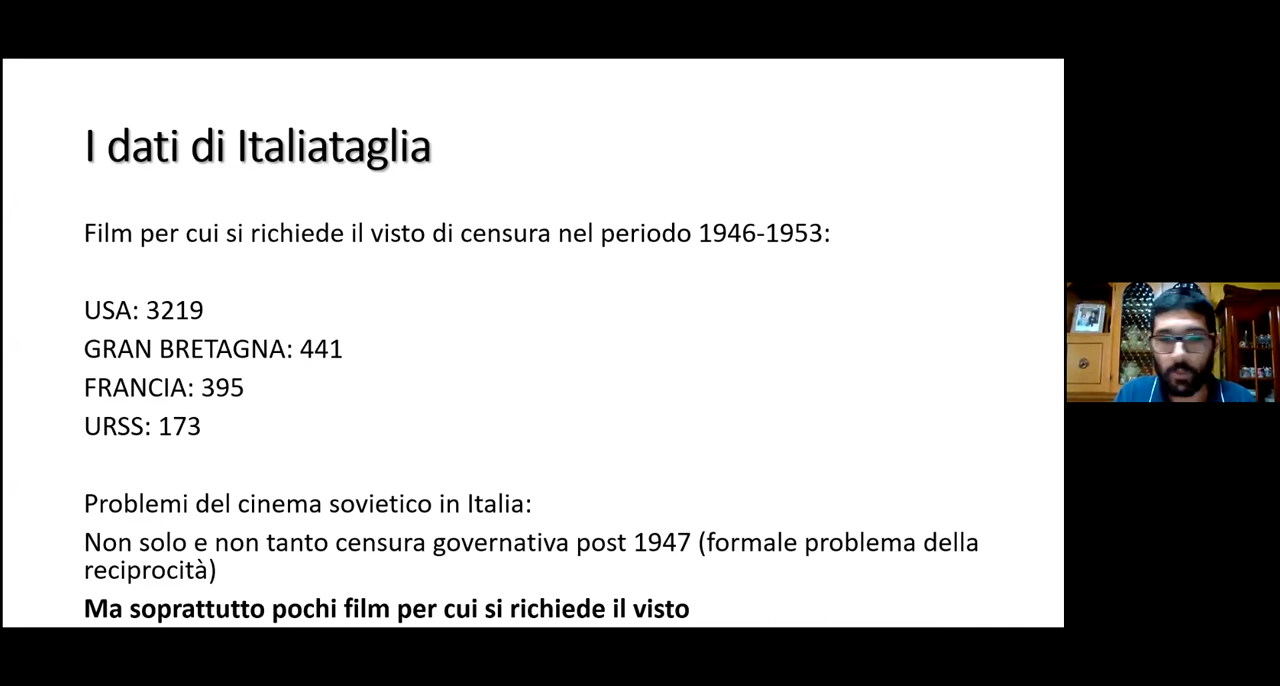 I dati di Italiataglia
Film per cui si richiede il visto di censura nel periodo 1946-1953:
USA: 3219
GRAN BRETAGNA: 441
FRANCIA: 395
URSS: 173
Problemi del cinema sovietico in Italia:
Non solo e non tanto censura governativa post 1947 (formale problema della
reciprocità)
Ma soprattutto pochi film per cui si richiede il visto